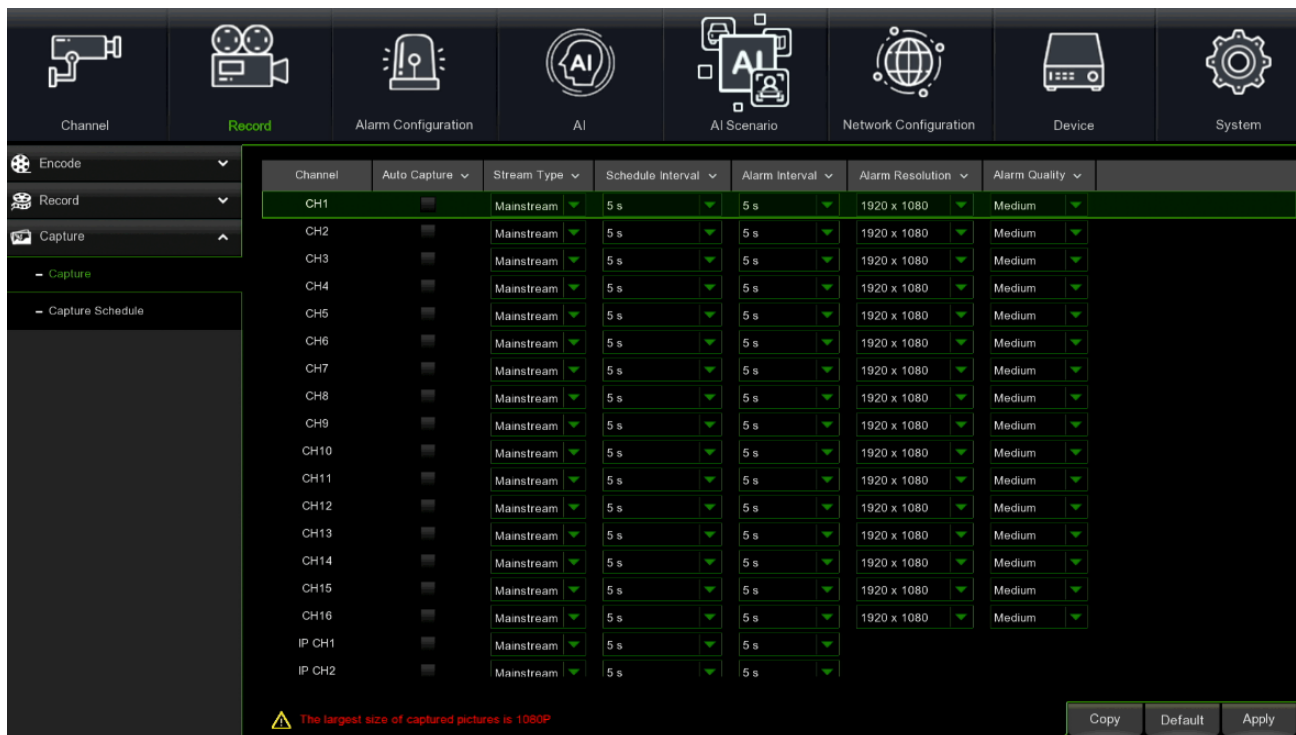 Channel Record Alarm Configuration AI AI Scenario Network Configuration Device System
Encode
Record
Capture
– Capture
– Capture Schedule
Channel Auto Capture Stream Type Schedule Interval Alarm Interval Alarm Resolution Alarm Quality
CH1 Mainstream 5 s 5 s 1920 x 1080 Medium
CH2 Mainstream 5 s 5 s 1920 x 1080 Medium
CH3 Mainstream 5 s 5 s 1920 x 1080 Medium
CH4 Mainstream 5 s 5 s 1920 x 1080 Medium
CH5 Mainstream 5 s 5 s 1920 x 1080 Medium
CH6 Mainstream 5 s 5 s 1920 x 1080 Medium
CH7 Mainstream 5 s 5 s 1920 x 1080 Medium
CH8 Mainstream 5 s 5 s 1920 x 1080 Medium
CH9 Mainstream 5 s 5 s 1920 x 1080 Medium
CH10 Mainstream 5 s 5 s 1920 x 1080 Medium
CH11 Mainstream 5 s 5 s 1920 x 1080 Medium
CH12 Mainstream 5 s 5 s 1920 x 1080 Medium
CH13 Mainstream 5 s 5 s 1920 x 1080 Medium
CH14 Mainstream 5 s 5 s 1920 x 1080 Medium
CH15 Mainstream 5 s 5 s 1920 x 1080 Medium
CH16 Mainstream 5 s 5 s 1920 x 1080 Medium
IP CH1 Mainstream 5 s 5 s
IP CH2 Mainstream 5 s 5 s
The largest size of captured pictures is 1080P
Copy Default Apply